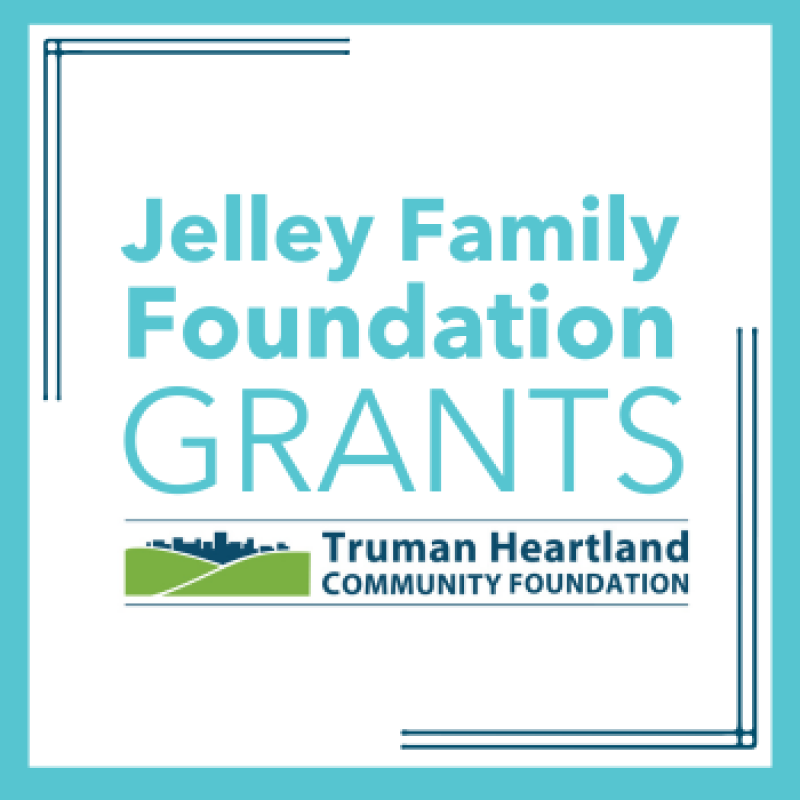 Jelley Family
Foundation
GRANTS
Truman Heartland
COMMUNITY FOUNDATION